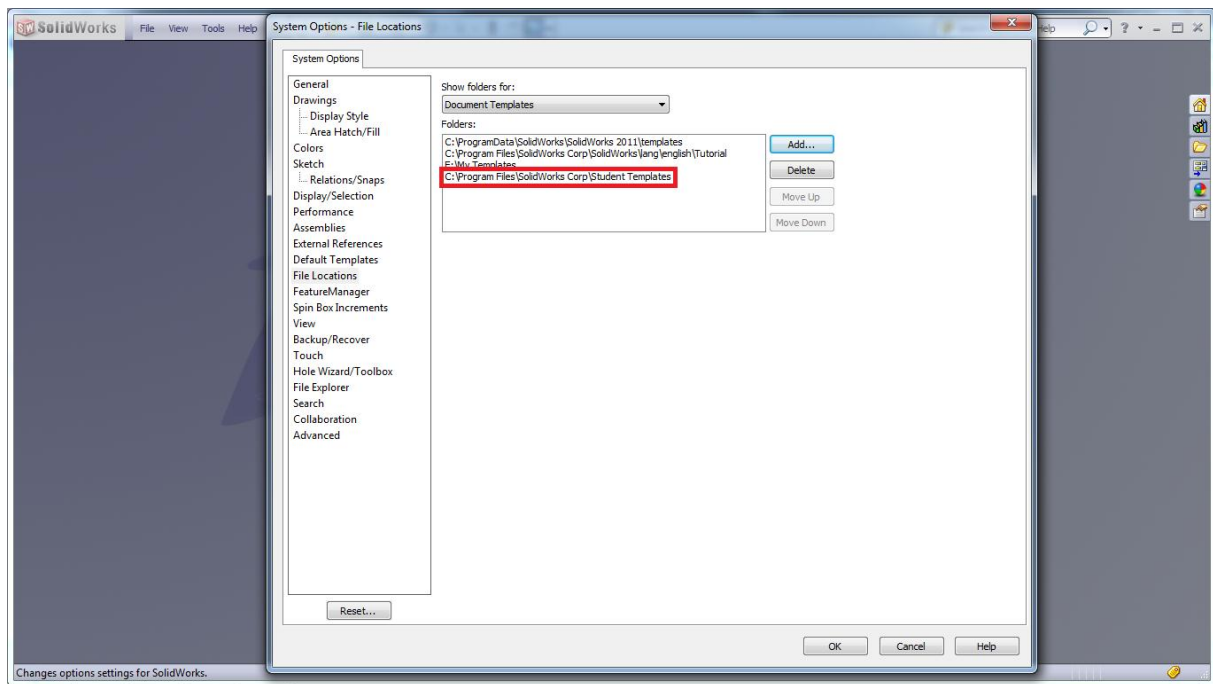 SolidWorks File View Tools Help
System Options - File Locations
Help
System Options
General
Drawings
Display Style
Area Hatch/Fill
Colors
Sketch
Relations/Snaps
Display/Selection
Performance
Assemblies
External References
Default Templates
File Locations
FeatureManager
Spin Box Increments
View
Backup/Recover
Touch
Hole Wizard/Toolbox
File Explorer
Search
Collaboration
Advanced
Reset...
Show folders for:
Document Templates
Folders:
C:\ProgramData\SolidWorks\SolidWorks 2011\templates
C:\Program Files\SolidWorks Corp\SolidWorks\lang\english\Tutorial
E:\My Templates
C:\Program Files\SolidWorks Corp\Student Templates
Add...
Delete
Move Up
Move Down
OK Cancel Help
Changes options settings for SolidWorks.